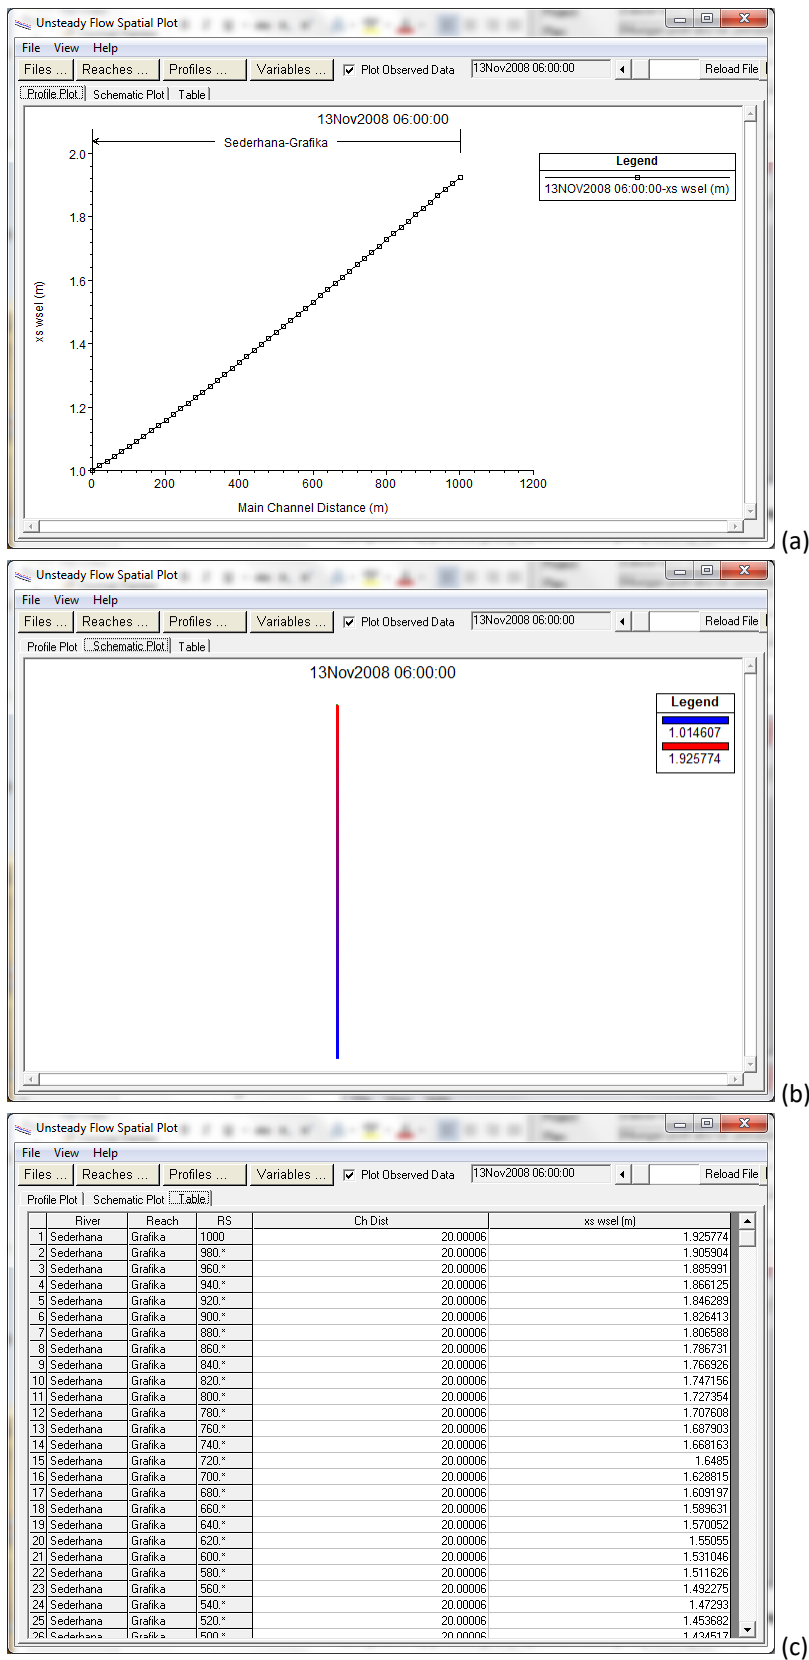 Unsteady Flow Spatial Plot
File View Help
Files ... Reaches ... Profiles ... Variables ... Plot Observed Data 13Nov2008 06:00:00 Reload File
Profile Plot Schematic Plot Table
13Nov2008 06:00:00
Sederhana-Grafika
Legend
13NOV2008 06:00:00-xs wsel (m)
2.0
1.8
1.6
1.4
1.2
1.0
xs wsel (m)
0 200 400 600 800 1000 1200
Main Channel Distance (m)
(a)
Unsteady Flow Spatial Plot
File View Help
Files ... Reaches ... Profiles ... Variables ... Plot Observed Data 13Nov2008 06:00:00 Reload File
Profile Plot Schematic Plot Table
13Nov2008 06:00:00
Legend
1.014607
1.925774
(b)
Unsteady Flow Spatial Plot
File View Help
Files ... Reaches ... Profiles ... Variables ... Plot Observed Data 13Nov2008 06:00:00 Reload File
Profile Plot Schematic Plot Table
River Reach RS Ch Dist xs wsel (m)
1 Sederhana Grafika 1000 20.00006 1.925774
2 Sederhana Grafika 980.* 20.00006 1.905904
3 Sederhana Grafika 960.* 20.00006 1.885991
4 Sederhana Grafika 940.* 20.00006 1.866125
5 Sederhana Grafika 920.* 20.00006 1.846289
6 Sederhana Grafika 900.* 20.00006 1.826413
7 Sederhana Grafika 880.* 20.00006 1.806588
8 Sederhana Grafika 860.* 20.00006 1.786731
9 Sederhana Grafika 840.* 20.00006 1.766926
10 Sederhana Grafika 820.* 20.00006 1.747156
11 Sederhana Grafika 800.* 20.00006 1.727354
12 Sederhana Grafika 780.* 20.00006 1.707608
13 Sederhana Grafika 760.* 20.00006 1.687903
14 Sederhana Grafika 740.* 20.00006 1.668163
15 Sederhana Grafika 720.* 20.00006 1.6485
16 Sederhana Grafika 700.* 20.00006 1.628815
17 Sederhana Grafika 680.* 20.00006 1.609197
18 Sederhana Grafika 660.* 20.00006 1.589631
19 Sederhana Grafika 640.* 20.00006 1.570052
20 Sederhana Grafika 620.* 20.00006 1.55055
21 Sederhana Grafika 600.* 20.00006 1.531046
22 Sederhana Grafika 580.* 20.00006 1.511626
23 Sederhana Grafika 560.* 20.00006 1.492275
24 Sederhana Grafika 540.* 20.00006 1.47293
25 Sederhana Grafika 520.* 20.00006 1.453682
26 Sederhana Grafika 500.* 20.00006 1.434517
(c)